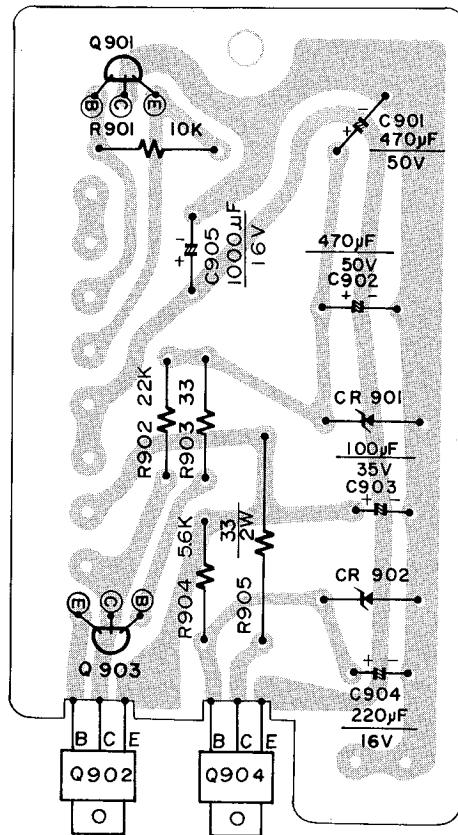 Q901
B C E
R901 10K
C901
470µF
50V
C905
1000µF
16V
470µF
50V
C902
R902 22K
R903 33
CR 901
100µF
35V
C903
R904 5.6K
R905 33
2W
CR 902
E C B
Q903
C904
220µF
16V
B C E
Q902
B C E
Q904